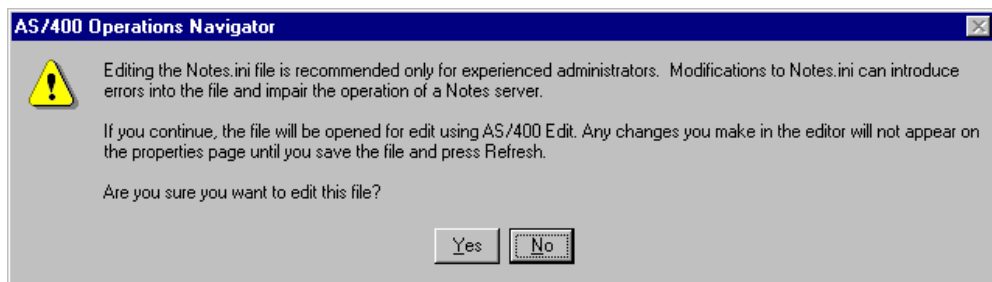 AS/400 Operations Navigator
Editing the Notes.ini file is recommended only for experienced administrators.  Modifications to Notes.ini can introduce
errors into the file and impair the operation of a Notes server.
If you continue, the file will be opened for edit using AS/400 Edit. Any changes you make in the editor will not appear on
the properties page until you save the file and press Refresh.
Are you sure you want to edit this file?
Yes No